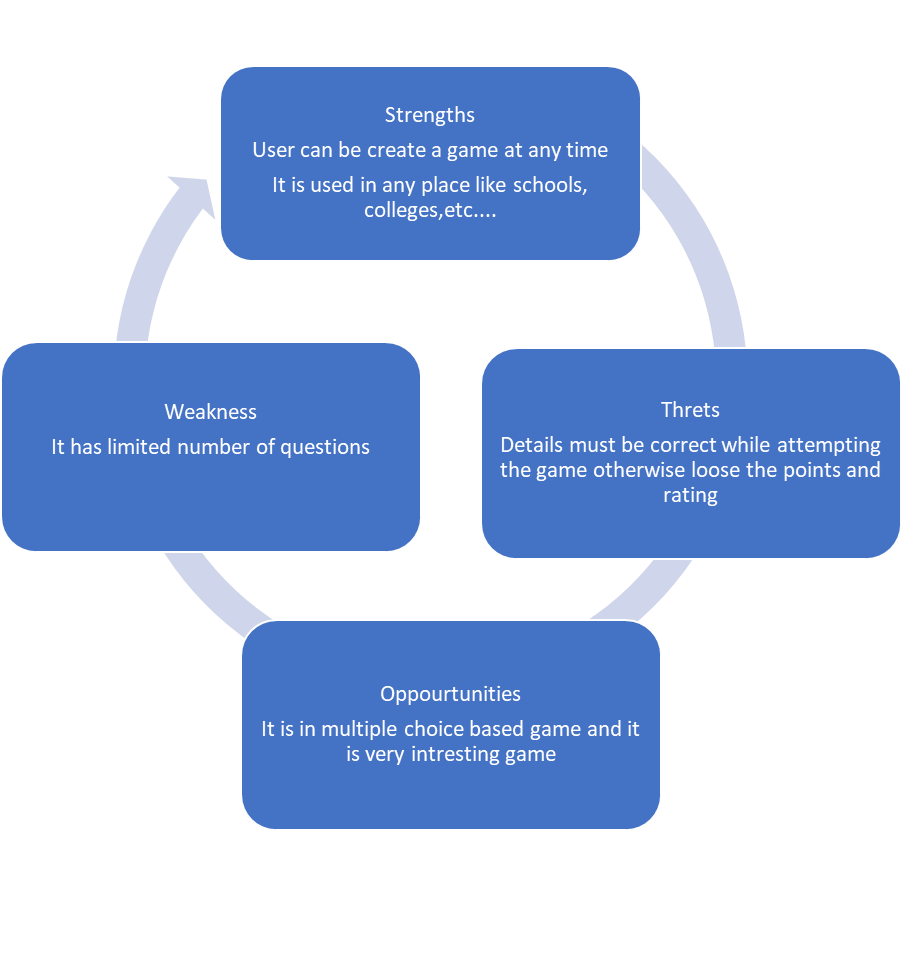 Strengths
User can be create a game at any time
It is used in any place like schools,
colleges,etc....
Weakness
It has limited number of questions
Threts
Details must be correct while attempting
the game otherwise loose the points and
rating
Oppourtunities
It is in multiple choice based game and it
is very intresting game